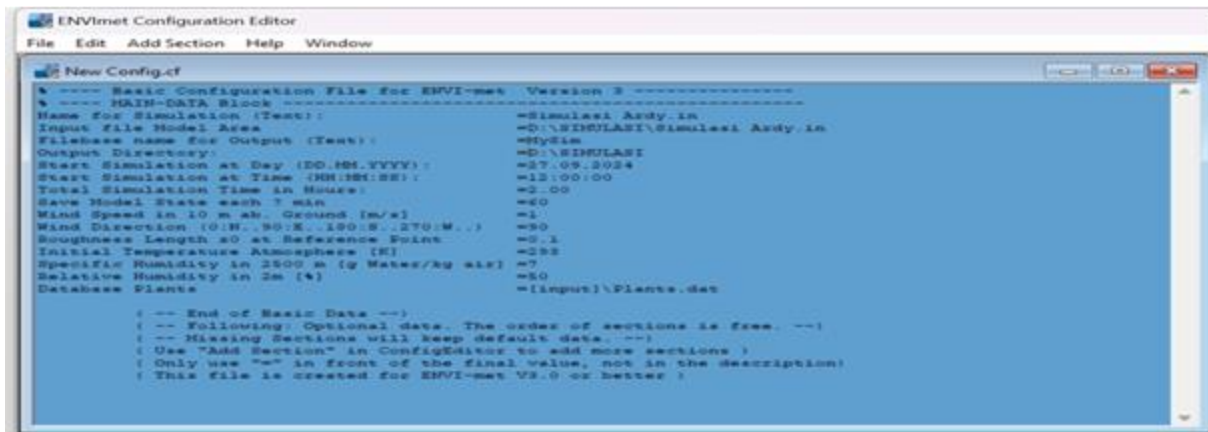 ENVImet Configuration Editor
File Edit Add Section Help Window
New Config.cf
% ---- Basic Configuration File for ENVI-met Version 3 ---------------
% ---- MAIN-DATA Block ------------------------------------------------
Name for Simulation (Text): =Simulasi Ardy.in
Input file Model Area =D:\SIMULASI\Simulasi Ardy.in
Filebase name for Output (Text): =MySim
Output Directory: =D:\SIMULASI
Start Simulation at Day (DD.MM.YYYY): =27.09.2024
Start Simulation at Time (HH:MM:SS): =12:00:00
Total Simulation Time in Hours: =2.00
Save Model State each ? min =60
Wind Speed in 10 m ab. Ground [m/s] =1
Wind Direction (0:N..90:E..180:S..270:W..) =90
Roughness Length z0 at Reference Point =0.1
Initial Temperature Atmosphere [K] =293
Specific Humidity in 2500 m [g Water/kg air] =7
Relative Humidity in 2m [%] =50
Database Plants =[input]\Plants.dat
( -- End of Basic Data --)
( -- Following: Optional data. The order of sections is free. --)
( -- Missing Sections will keep default data. --)
( Use "Add Section" in ConfigEditor to add more sections )
( Only use "=" in front of the final value, not in the description)
( This file is created for ENVI-met V3.0 or better )